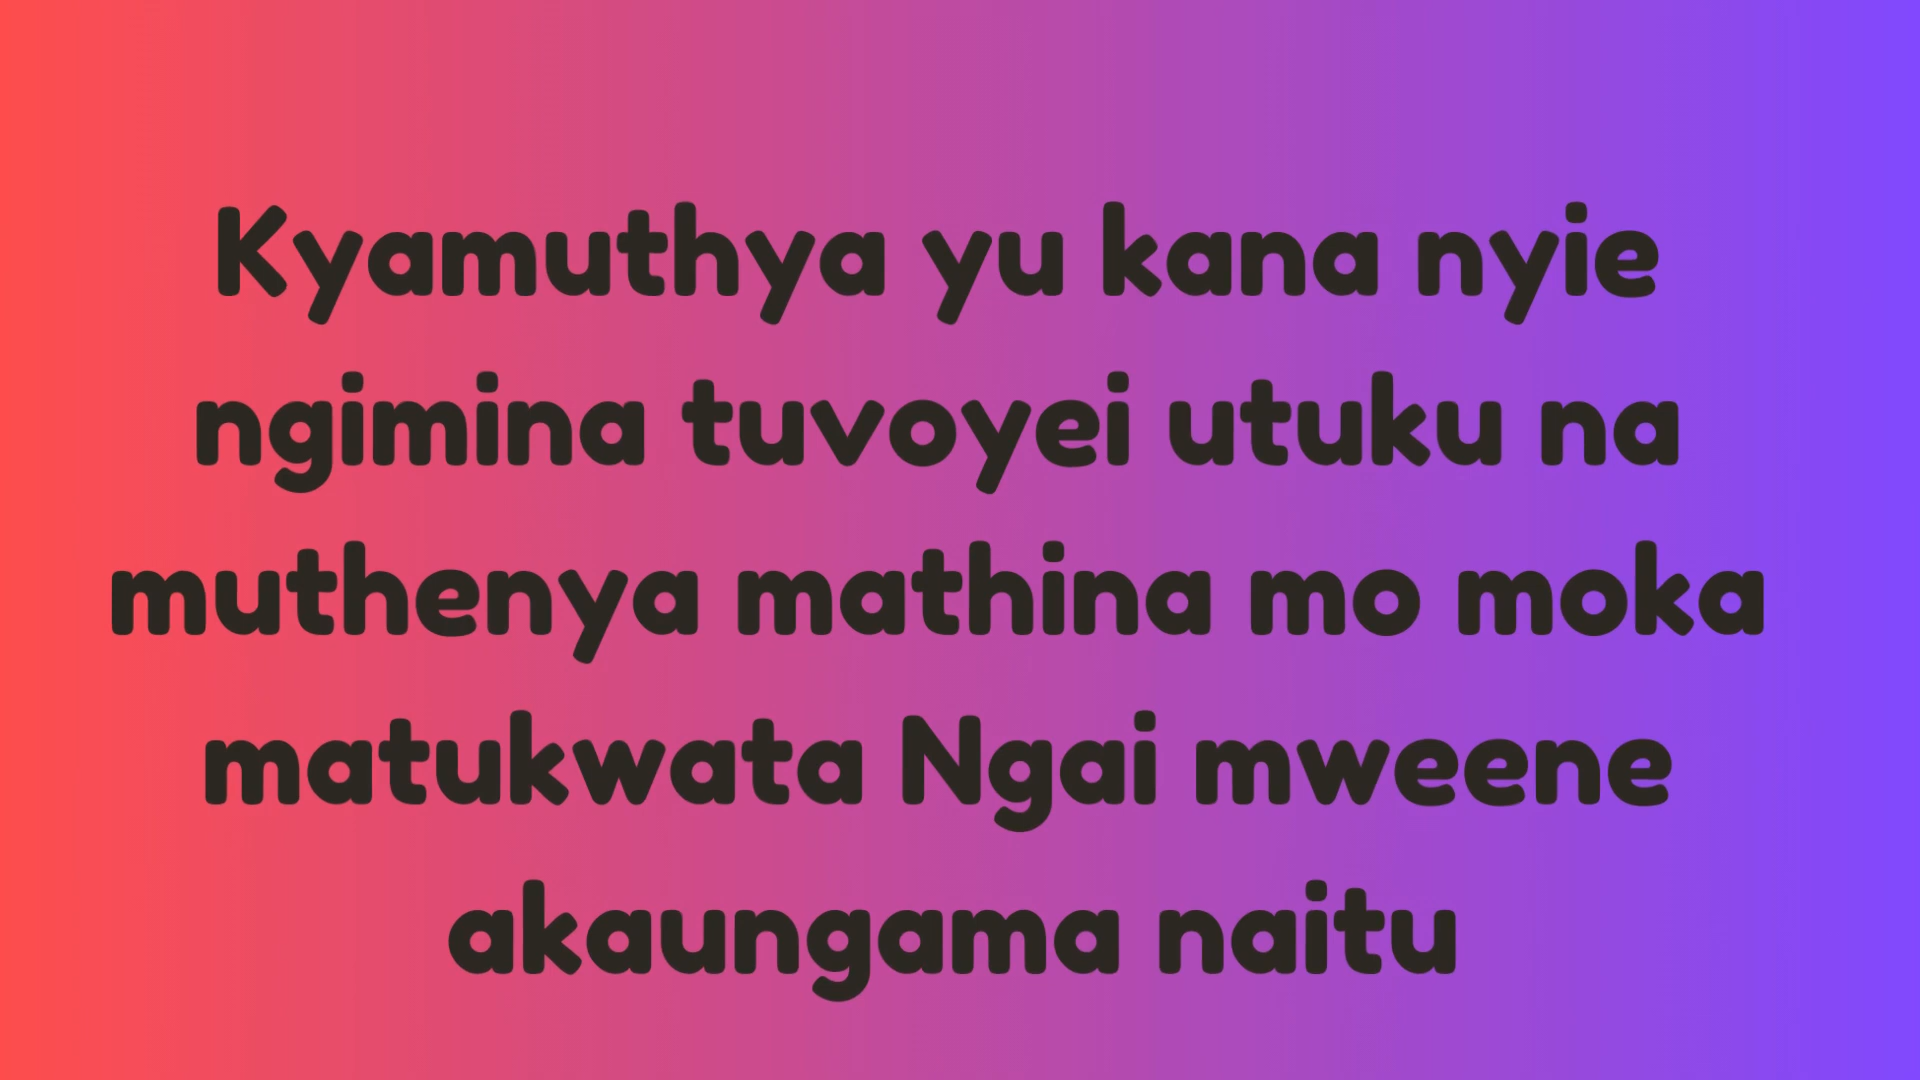 Kyamuthya yu kana nyie
ngimina tuvoyei utuku na
muthenya mathina mo moka
matukwata Ngai mweene
akaungama naitu